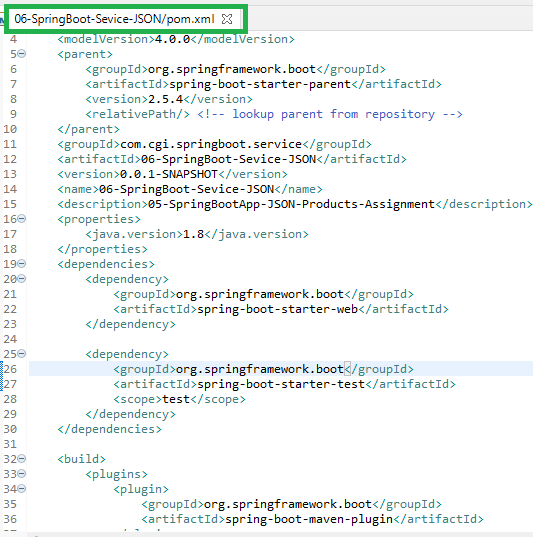 06-SpringBoot-Sevice-JSON/pom.xml
4 <modelVersion>4.0.0</modelVersion>
5 <parent>
6 <groupId>org.springframework.boot</groupId>
7 <artifactId>spring-boot-starter-parent</artifactId>
8 <version>2.5.4</version>
9 <relativePath/> <!-- lookup parent from repository -->
10 </parent>
11 <groupId>com.cgi.springboot.service</groupId>
12 <artifactId>06-SpringBoot-Sevice-JSON</artifactId>
13 <version>0.0.1-SNAPSHOT</version>
14 <name>06-SpringBoot-Sevice-JSON</name>
15 <description>05-SpringBootApp-JSON-Products-Assignment</description>
16 <properties>
17 <java.version>1.8</java.version>
18 </properties>
19 <dependencies>
20 <dependency>
21 <groupId>org.springframework.boot</groupId>
22 <artifactId>spring-boot-starter-web</artifactId>
23 </dependency>
24
25 <dependency>
26 <groupId>org.springframework.boot</groupId>
27 <artifactId>spring-boot-starter-test</artifactId>
28 <scope>test</scope>
29 </dependency>
30 </dependencies>
31
32 <build>
33 <plugins>
34 <plugin>
35 <groupId>org.springframework.boot</groupId>
36 <artifactId>spring-boot-maven-plugin</artifactId>